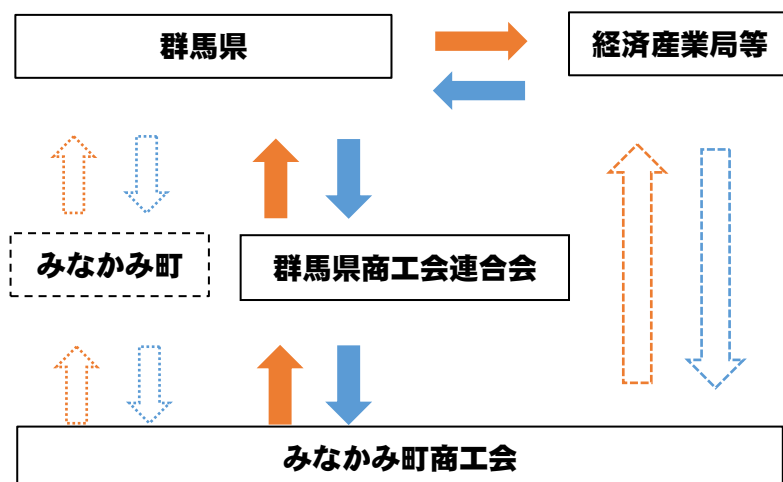 群馬県
経済産業局等
みなかみ町
群馬県商工会連合会
みなかみ町商工会